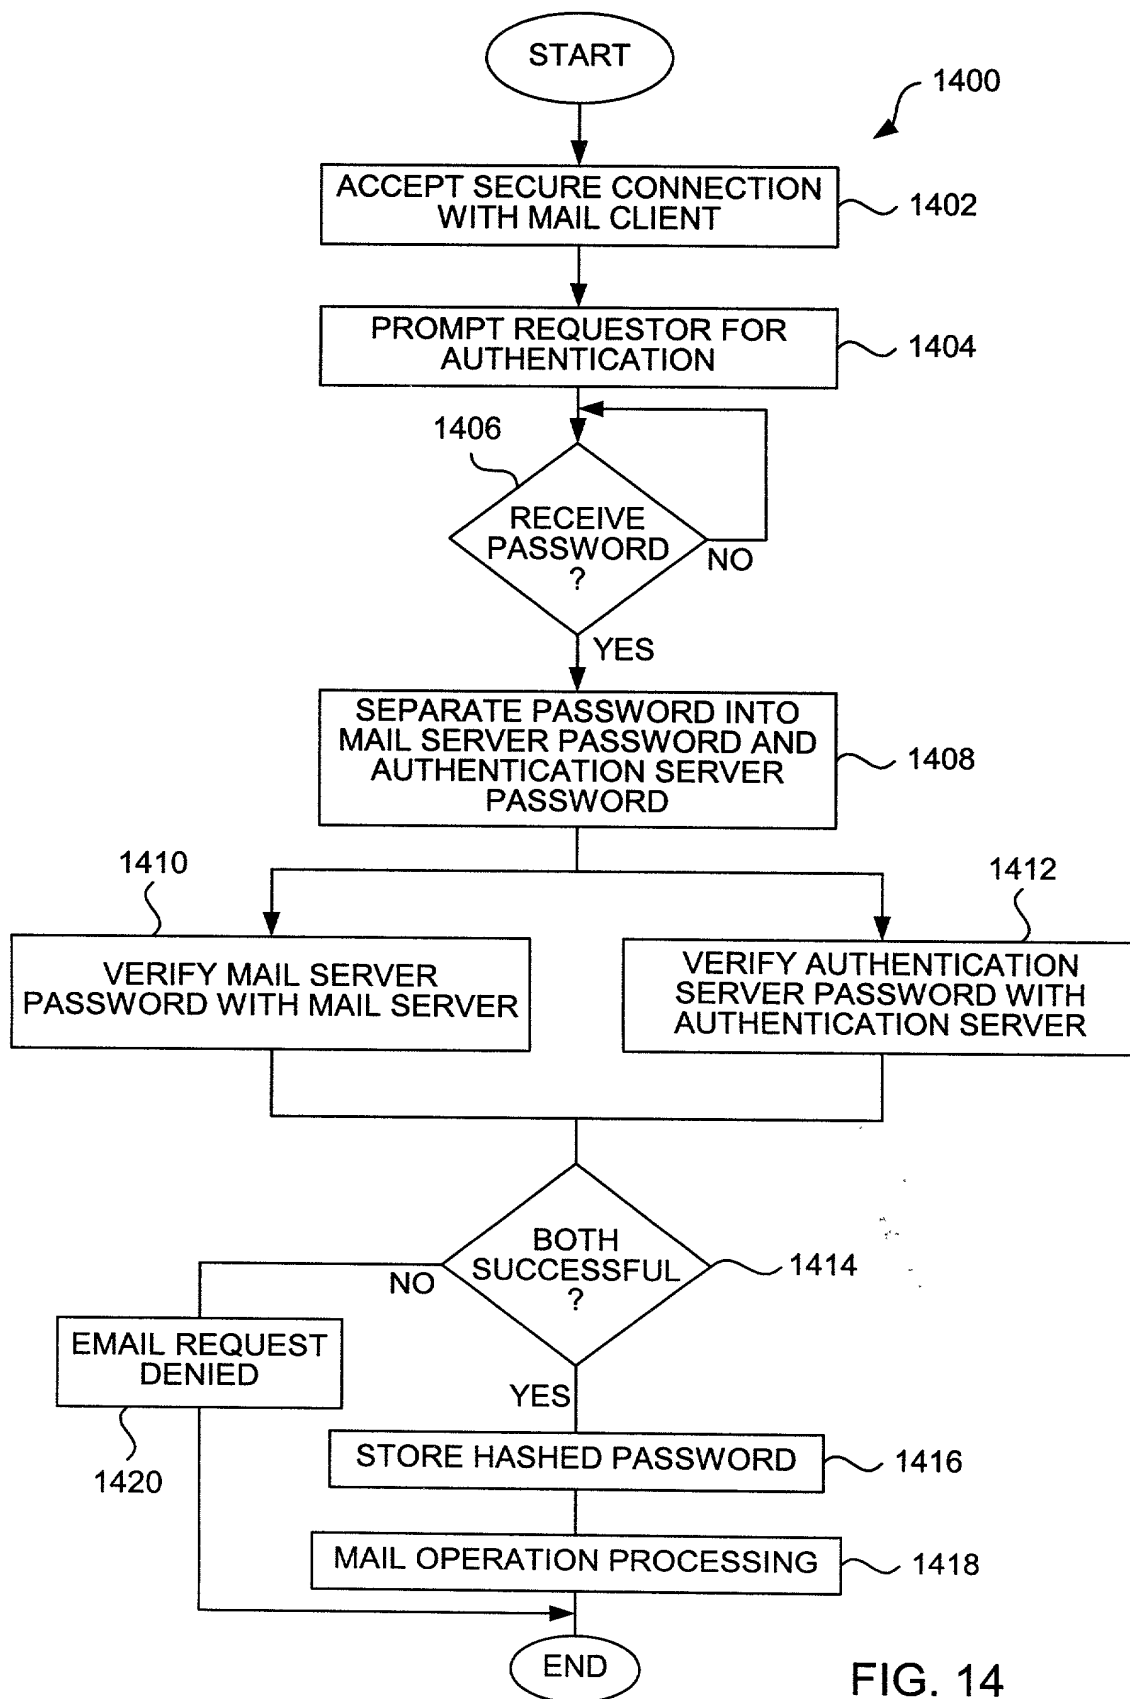 START
1400
ACCEPT SECURE CONNECTION
WITH MAIL CLIENT
1402
PROMPT REQUESTOR FOR
AUTHENTICATION
1404
1406
RECEIVE
PASSWORD
?
NO
YES
SEPARATE PASSWORD INTO
MAIL SERVER PASSWORD AND
AUTHENTICATION SERVER
PASSWORD
1408
1410
1412
VERIFY MAIL SERVER
PASSWORD WITH MAIL SERVER
VERIFY AUTHENTICATION
SERVER PASSWORD WITH
AUTHENTICATION SERVER
BOTH
SUCCESSFUL
?
1414
NO
EMAIL REQUEST
DENIED
1420
YES
STORE HASHED PASSWORD
1416
MAIL OPERATION PROCESSING
1418
END
FIG. 14